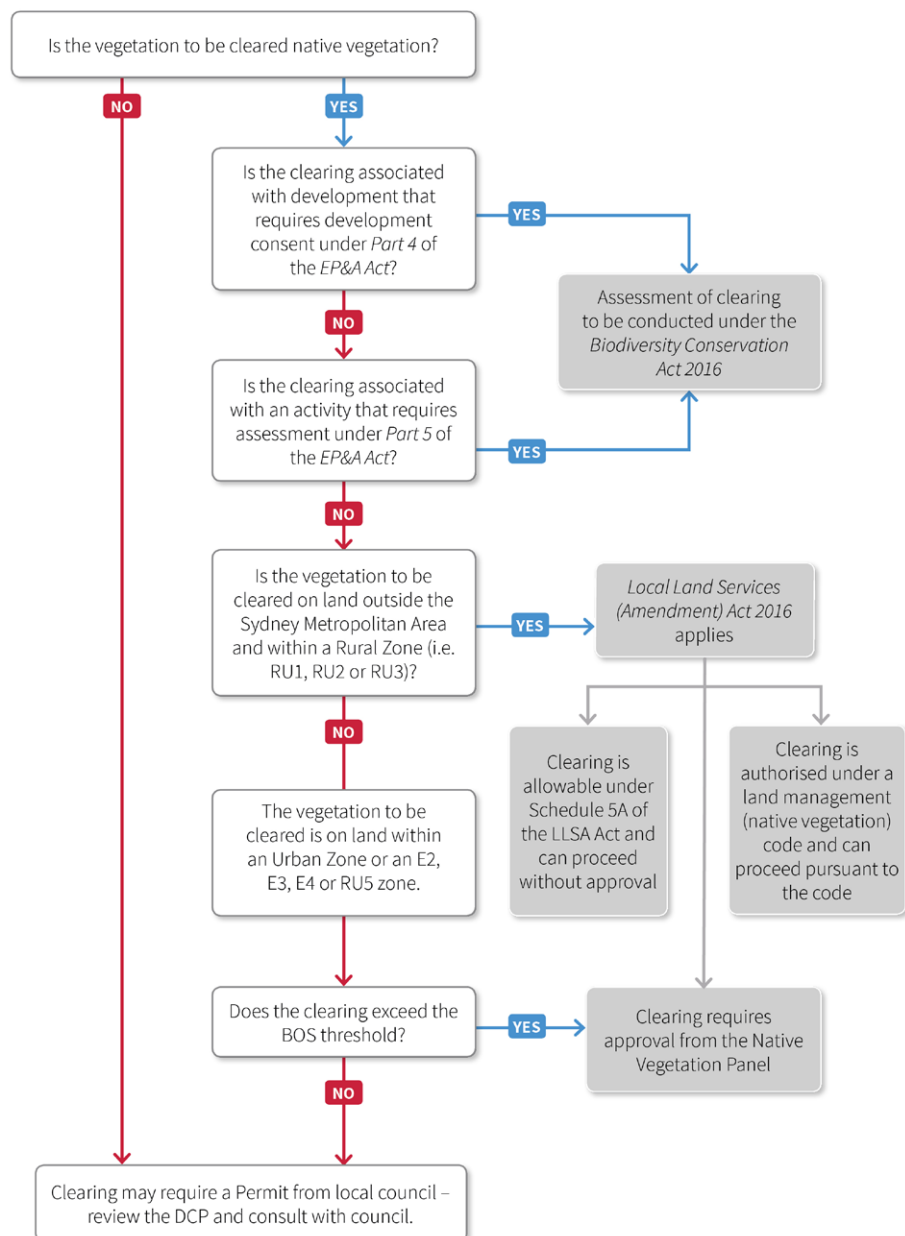 Is the vegetation to be cleared native vegetation?
NO
YES
Is the clearing associated
with development that
requires development
consent under Part 4 of
the EP&A Act?
YES
Assessment of clearing
to be conducted under the
Biodiversity Conservation
Act 2016
NO
Is the clearing associated
with an activity that requires
assessment under Part 5 of
the EP&A Act?
YES
NO
Is the vegetation to be
cleared on land outside the
Sydney Metropolitan Area
and within a Rural Zone (i.e.
RU1, RU2 or RU3)?
YES
Local Land Services
(Amendment) Act 2016
applies
NO
Clearing is
allowable under
Schedule 5A of
the LLSA Act and
can proceed
without approval
Clearing is
authorised under a
land management
(native vegetation)
code and can
proceed pursuant to
the code
The vegetation to be
cleared is on land within
an Urban Zone or an E2,
E3, E4 or RU5 zone.
Does the clearing exceed the
BOS threshold?
YES
Clearing requires
approval from the Native
Vegetation Panel
NO
Clearing may require a Permit from local council –
review the DCP and consult with council.